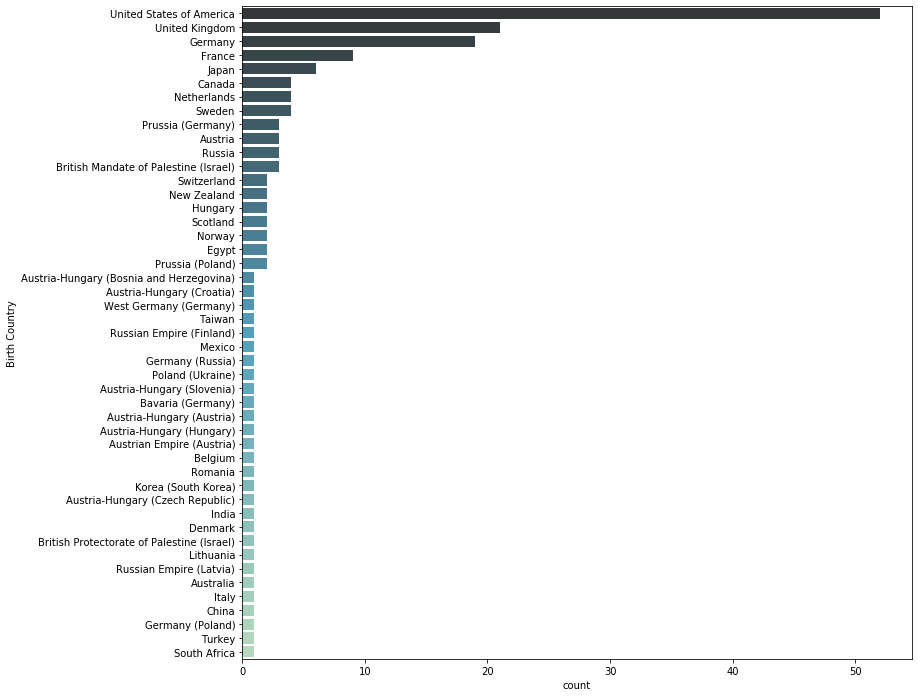 United States of America
United Kingdom
Germany
France
Japan
Canada
Netherlands
Sweden
Prussia (Germany)
Austria
Russia
British Mandate of Palestine (Israel)
Switzerland
New Zealand
Hungary
Scotland
Norway
Egypt
Prussia (Poland)
Austria-Hungary (Bosnia and Herzegovina)
Austria-Hungary (Croatia)
West Germany (Germany)
Taiwan
Russian Empire (Finland)
Mexico
Germany (Russia)
Poland (Ukraine)
Austria-Hungary (Slovenia)
Bavaria (Germany)
Austria-Hungary (Austria)
Austria-Hungary (Hungary)
Austrian Empire (Austria)
Belgium
Romania
Korea (South Korea)
Austria-Hungary (Czech Republic)
India
Denmark
British Protectorate of Palestine (Israel)
Lithuania
Russian Empire (Latvia)
Australia
Italy
China
Germany (Poland)
Turkey
South Africa
Birth Country
0 10 20 30 40 50
count